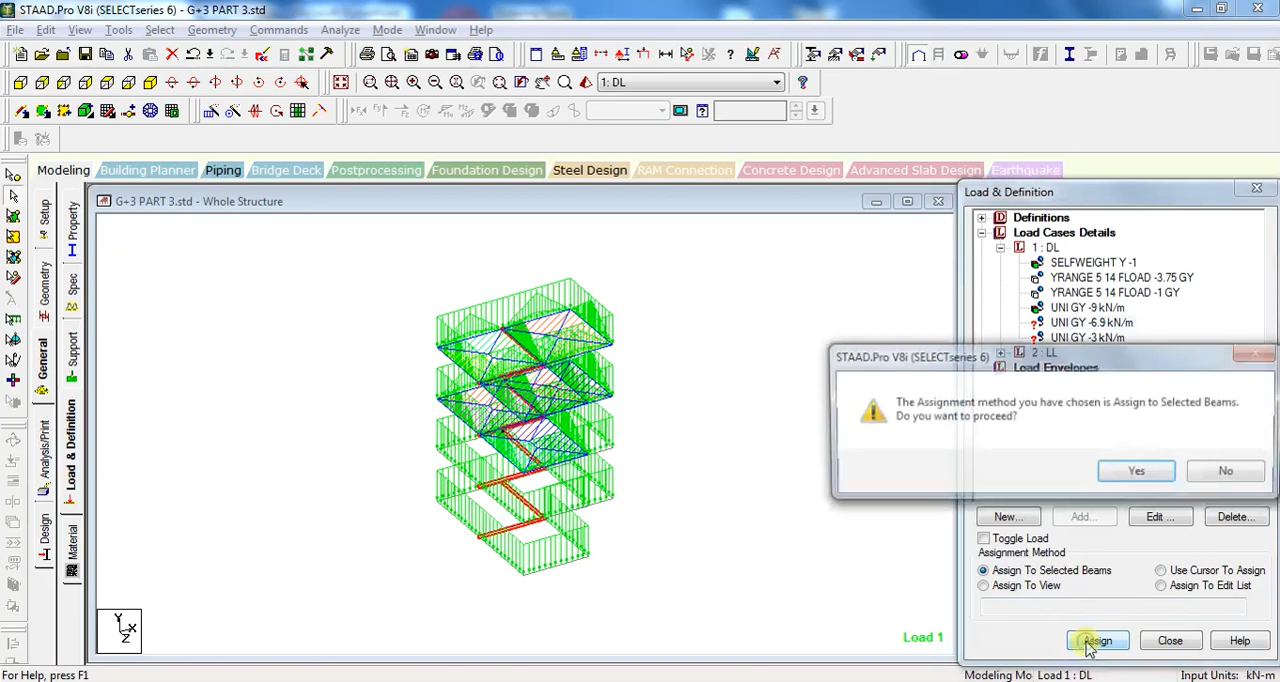 STAAD.Pro V8i (SELECTseries 6) - G+3 PART 3.std
File Edit View Tools Select Geometry Commands Analyze Mode Window Help
1: DL
Modeling Building Planner Piping Bridge Deck Postprocessing Foundation Design Steel Design RAM Connection Concrete Design Advanced Slab Design Earthquake
Setup
Geometry
General
Analysis/Print
Design
Property
Spec
Support
Load & Definition
Material
G+3 PART 3.std - Whole Structure
Y
X
Z
Load 1
Load & Definition
Definitions
Load Cases Details
1 : DL
SELFWEIGHT Y -1
YRANGE 5 14 FLOAD -3.75 GY
YRANGE 5 14 FLOAD -1 GY
UNI GY -9 kN/m
UNI GY -6.9 kN/m
UNI GY -3 kN/m
2 : LL
Load Envelopes
STAAD.Pro V8i (SELECTseries 6)
The Assignment method you have chosen is Assign to Selected Beams.
Do you want to proceed?
Yes No
New... Add... Edit ... Delete...
Toggle Load
Assignment Method
Assign To Selected Beams Use Cursor To Assign
Assign To View Assign To Edit List
Assign Close Help
For Help, press F1
Modeling Mo Load 1 : DL Input Units: kN-m